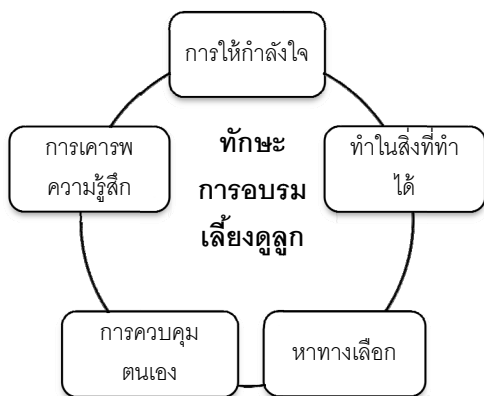 การให้กำลังใจ
การเคารพ
ความรู้สึก
ทักษะ
การอบรม
เลี้ยงดูลูก
ทำในสิ่งที่ทำ
ได้
การควบคุม
ตนเอง
หาทางเลือก